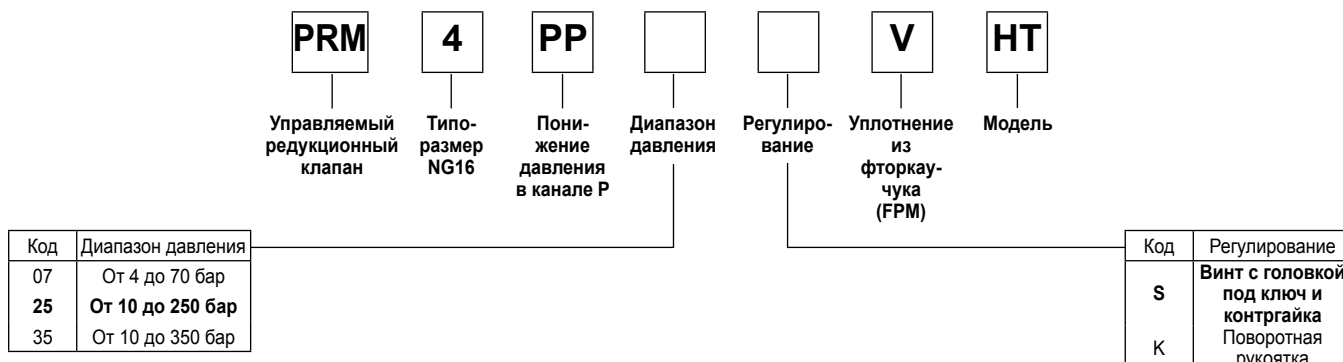 PRM 4 PP V HT
Управляемый
редукционный
клапан
Типо-
размер
NG16
Пони-
жение
давления
в канале P
Диапазон
давления
Регулиро-
вание
Уплотнение
из
фторкау-
чука
(FPM)
Модель
Код Диапазон давления
07 От 4 до 70 бар
25 От 10 до 250 бар
35 От 10 до 350 бар
Код Регулирование
S Винт с головкой
под ключ и
контргайка
K Поворотная
рукоятка